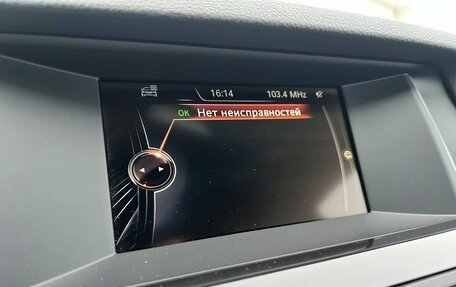 16:14 103.4 MHz
OK Нет неисправностей